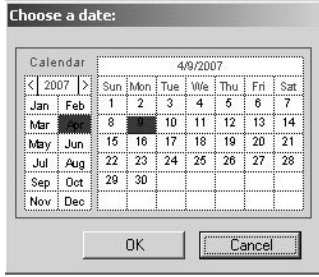 Choose a date:
Calendar 4/9/2007
< 2007 > Sun Mon Tue We Thu Fri Sat
Jan Feb 1 2 3 4 5 6 7
Mar Apr 8 9 10 11 12 13 14
May Jun 15 16 17 18 19 20 21
Jul Aug 22 23 24 25 26 27 28
Sep Oct 29 30
Nov Dec
OK Cancel